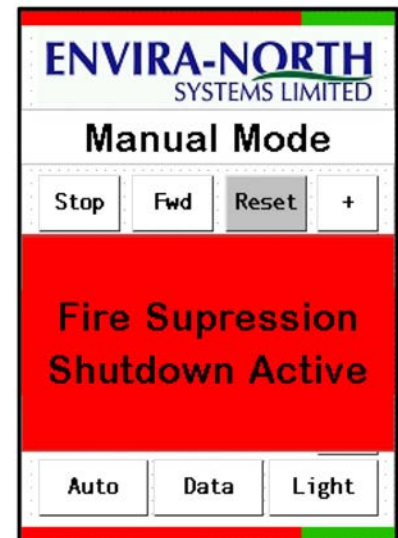 ENVIRA-NORTH
SYSTEMS LIMITED
Manual Mode
Stop Fwd Reset +
Fire Supression
Shutdown Active
Auto Data Light